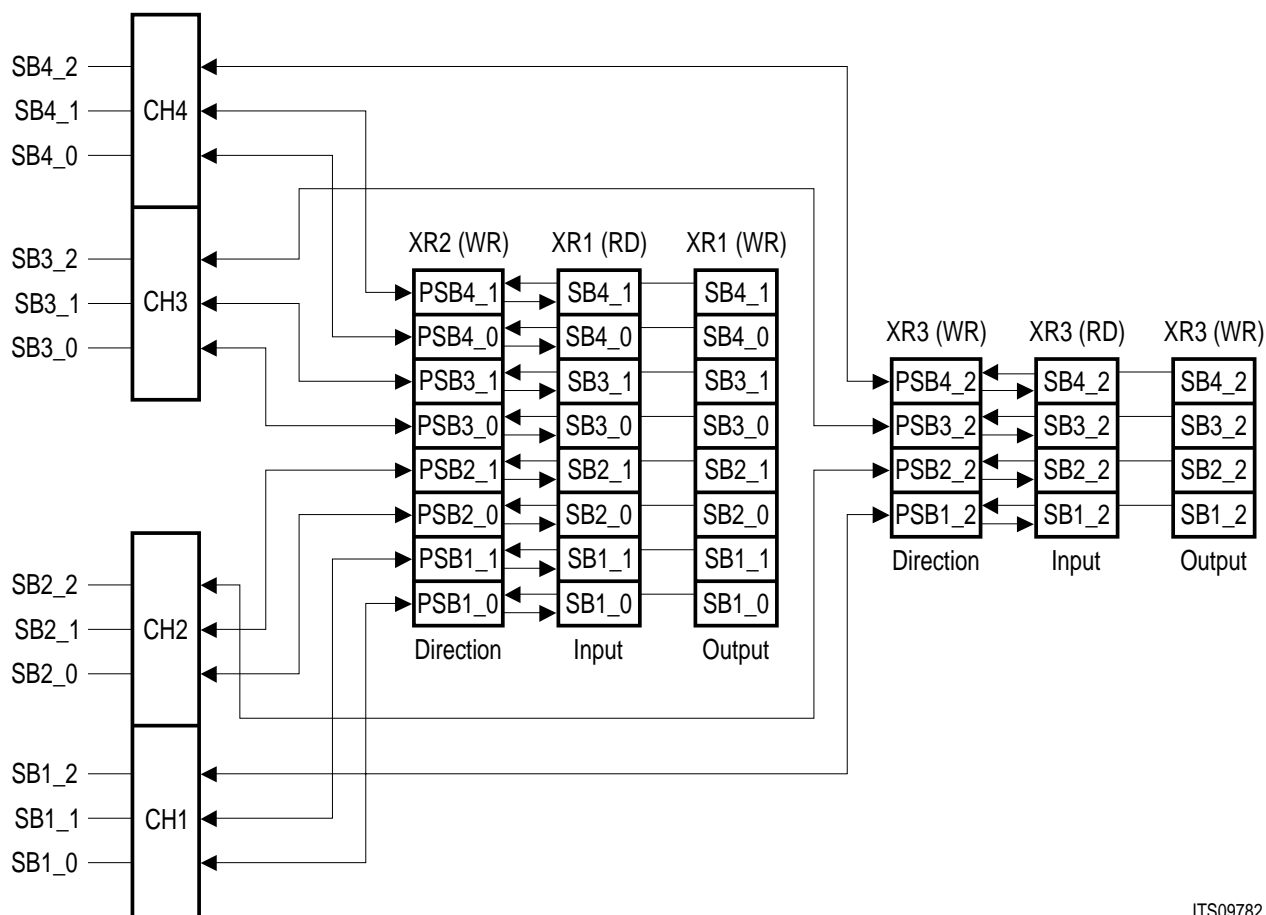 SB4_2
SB4_1
SB4_0
CH4
SB3_2
SB3_1
SB3_0
CH3
SB2_2
SB2_1
SB2_0
CH2
SB1_2
SB1_1
SB1_0
CH1
XR2 (WR)
PSB4_1
PSB4_0
PSB3_1
PSB3_0
PSB2_1
PSB2_0
PSB1_1
PSB1_0
Direction
XR1 (RD)
SB4_1
SB4_0
SB3_1
SB3_0
SB2_1
SB2_0
SB1_1
SB1_0
Input
XR1 (WR)
SB4_1
SB4_0
SB3_1
SB3_0
SB2_1
SB2_0
SB1_1
SB1_0
Output
XR3 (WR)
PSB4_2
PSB3_2
PSB2_2
PSB1_2
Direction
XR3 (RD)
SB4_2
SB3_2
SB2_2
SB1_2
Input
XR3 (WR)
SB4_2
SB3_2
SB2_2
SB1_2
Output
ITS09782